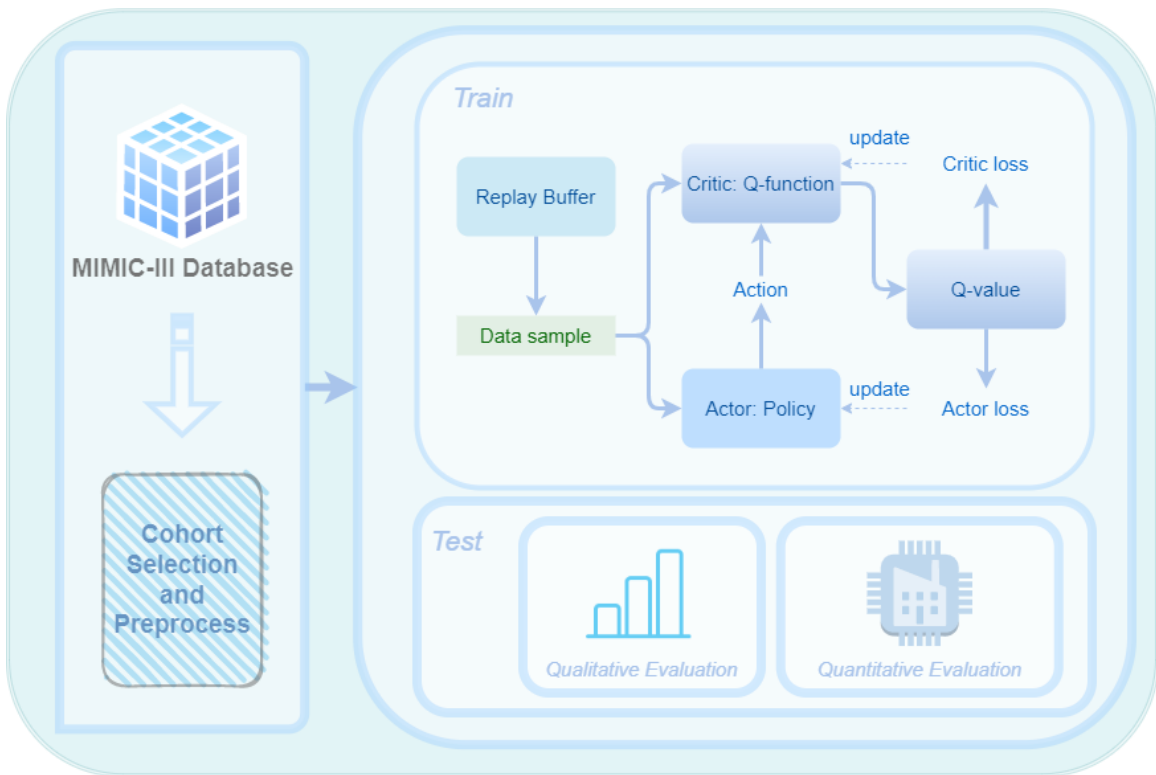 MIMIC-III Database
Cohort
Selection
and
Preprocess
Train
Replay Buffer
Data sample
Critic: Q-function
Action
Actor: Policy
update
Critic loss
Q-value
update
Actor loss
Test
Qualitative Evaluation
Quantitative Evaluation